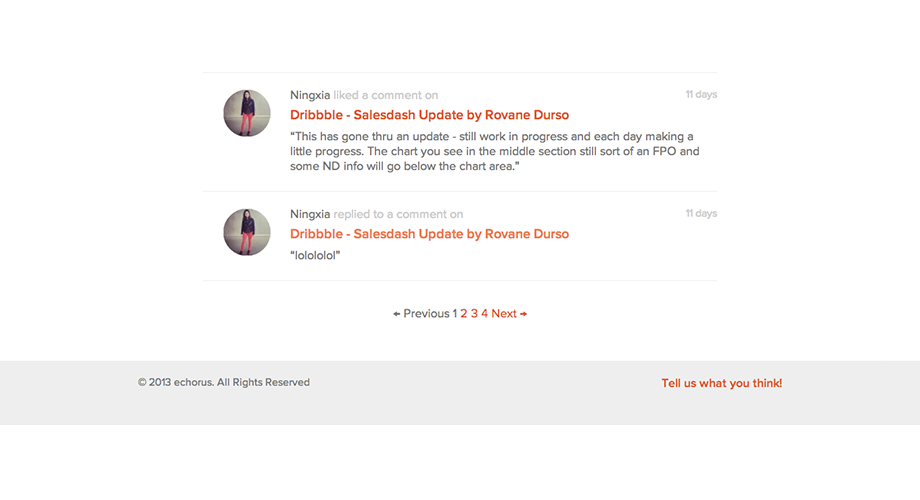 Ningxia liked a comment on 11 days
Dribbble - Salesdash Update by Rovane Durso
“This has gone thru an update - still work in progress and each day making a
little progress. The chart you see in the middle section still sort of an FPO and
some ND info will go below the chart area.”
Ningxia replied to a comment on 11 days
Dribbble - Salesdash Update by Rovane Durso
“lolololol”
← Previous 1 2 3 4 Next →
© 2013 echorus. All Rights Reserved Tell us what you think!